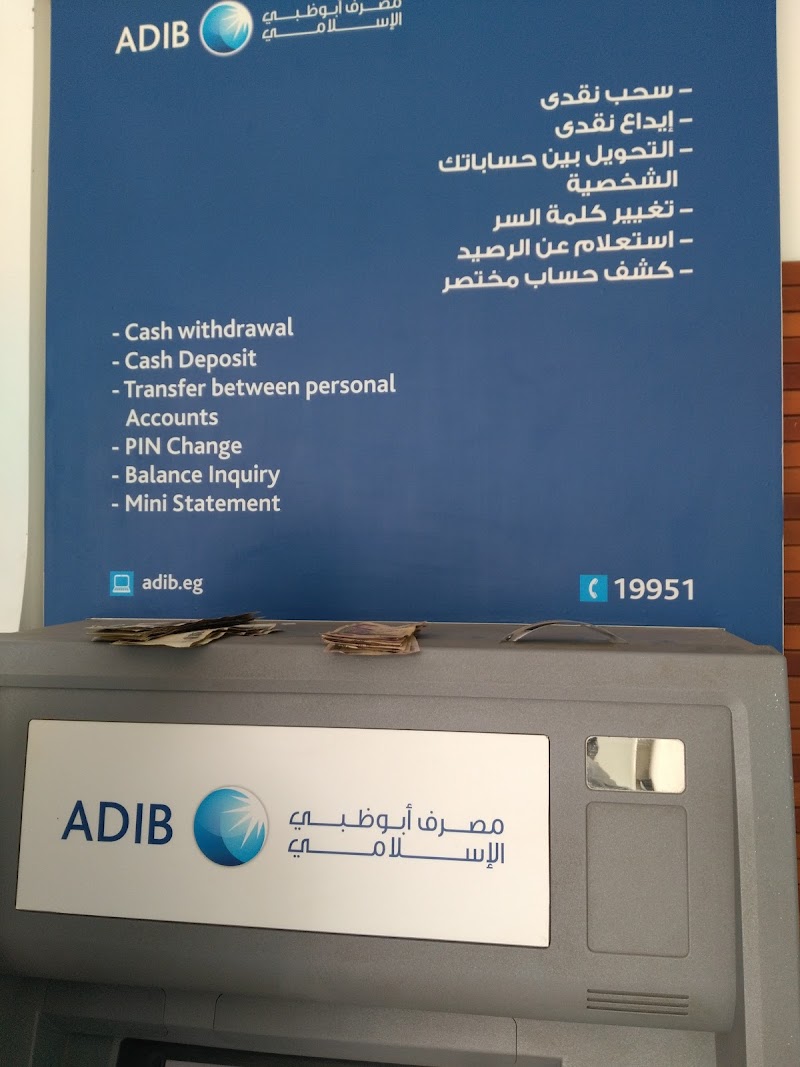 ADIB
مصرف أبوظبي
الإسلامي
- سحب نقدى
- إيداع نقدى
- التحويل بين حساباتك
الشخصية
- تغيير كلمة السر
- استعلام عن الرصيد
- كشف حساب مختصر
- Cash withdrawal
- Cash Deposit
- Transfer between personal
Accounts
- PIN Change
- Balance Inquiry
- Mini Statement
adib.eg
19951
ADIB
مصرف أبوظبي
الإسلامي